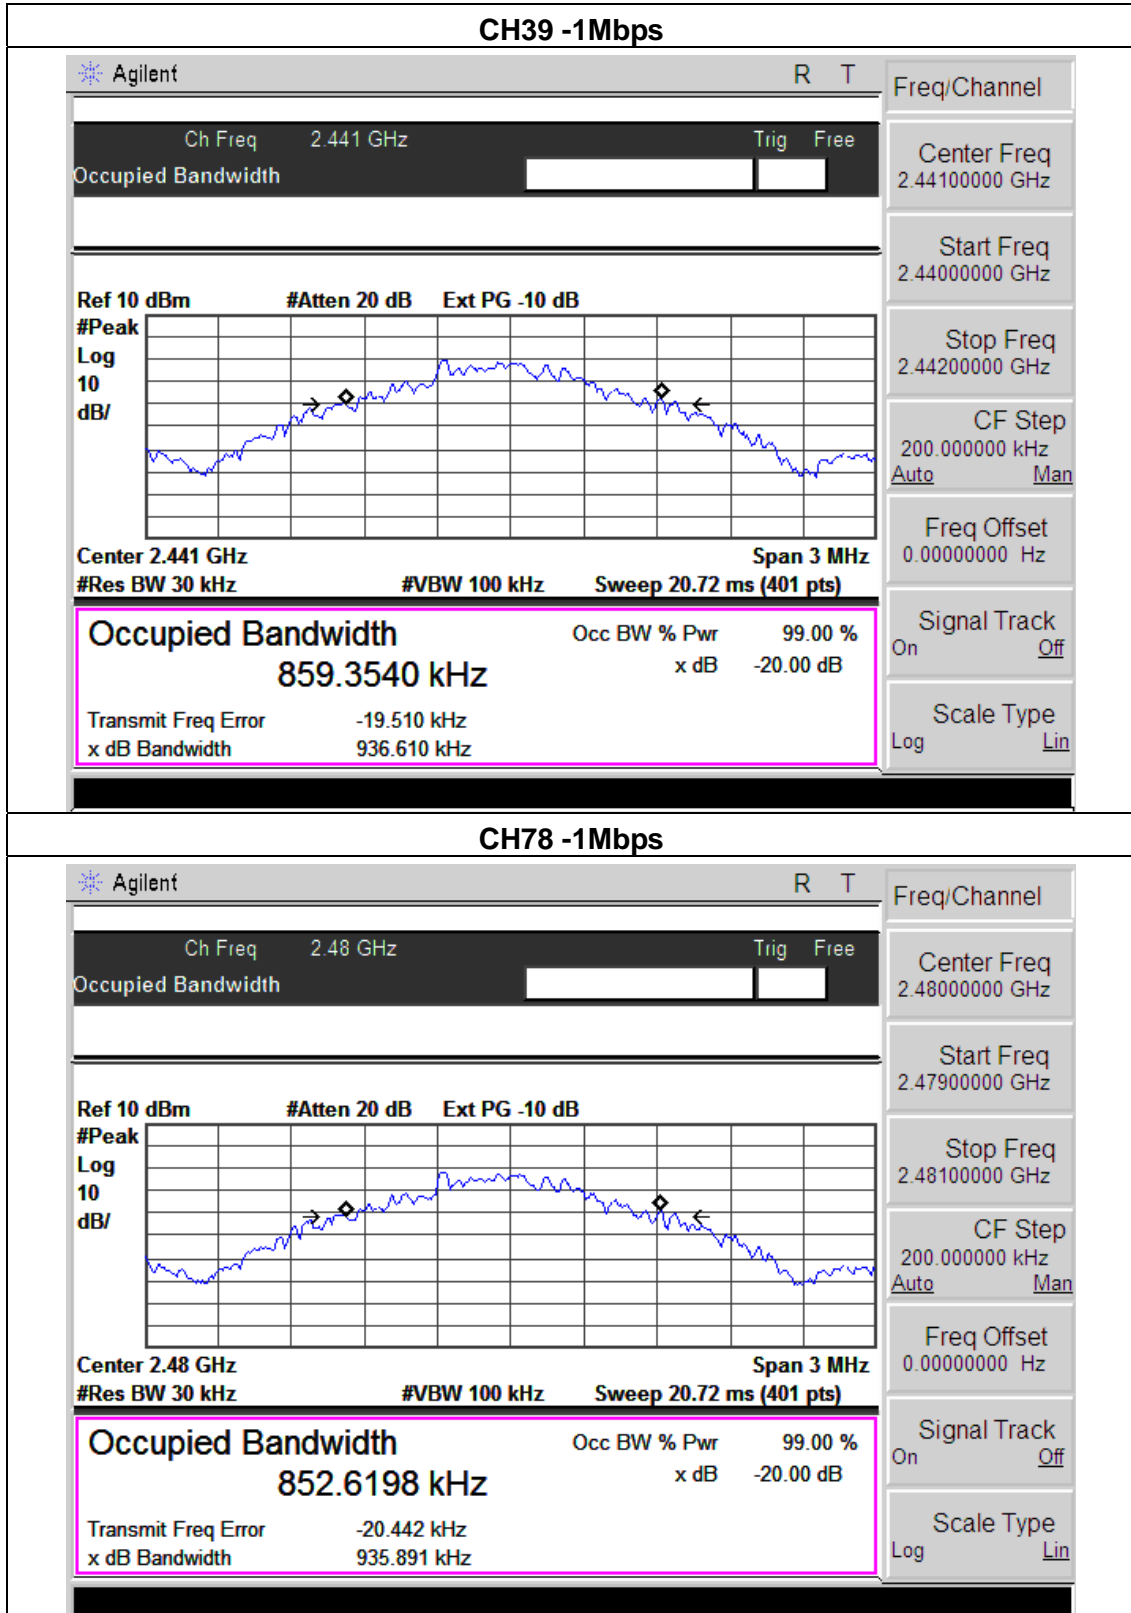 CH39 -1Mbps
Agilent R T
Freq/Channel
Ch Freq 2.441 GHz Trig Free
Occupied Bandwidth
Center Freq
2.44100000 GHz
Start Freq
2.44000000 GHz
Stop Freq
2.44200000 GHz
CF Step
200.000000 kHz
Auto Man
Freq Offset
0.00000000 Hz
Signal Track
On Off
Scale Type
Log Lin
Ref 10 dBm #Atten 20 dB Ext PG -10 dB
#Peak
Log
10
dB/
Center 2.441 GHz Span 3 MHz
#Res BW 30 kHz #VBW 100 kHz Sweep 20.72 ms (401 pts)
Occupied Bandwidth Occ BW % Pwr 99.00 %
859.3540 kHz x dB -20.00 dB
Transmit Freq Error -19.510 kHz
x dB Bandwidth 936.610 kHz
CH78 -1Mbps
Agilent R T
Freq/Channel
Ch Freq 2.48 GHz Trig Free
Occupied Bandwidth
Center Freq
2.48000000 GHz
Start Freq
2.47900000 GHz
Stop Freq
2.48100000 GHz
CF Step
200.000000 kHz
Auto Man
Freq Offset
0.00000000 Hz
Signal Track
On Off
Scale Type
Log Lin
Ref 10 dBm #Atten 20 dB Ext PG -10 dB
#Peak
Log
10
dB/
Center 2.48 GHz Span 3 MHz
#Res BW 30 kHz #VBW 100 kHz Sweep 20.72 ms (401 pts)
Occupied Bandwidth Occ BW % Pwr 99.00 %
852.6198 kHz x dB -20.00 dB
Transmit Freq Error -20.442 kHz
x dB Bandwidth 935.891 kHz